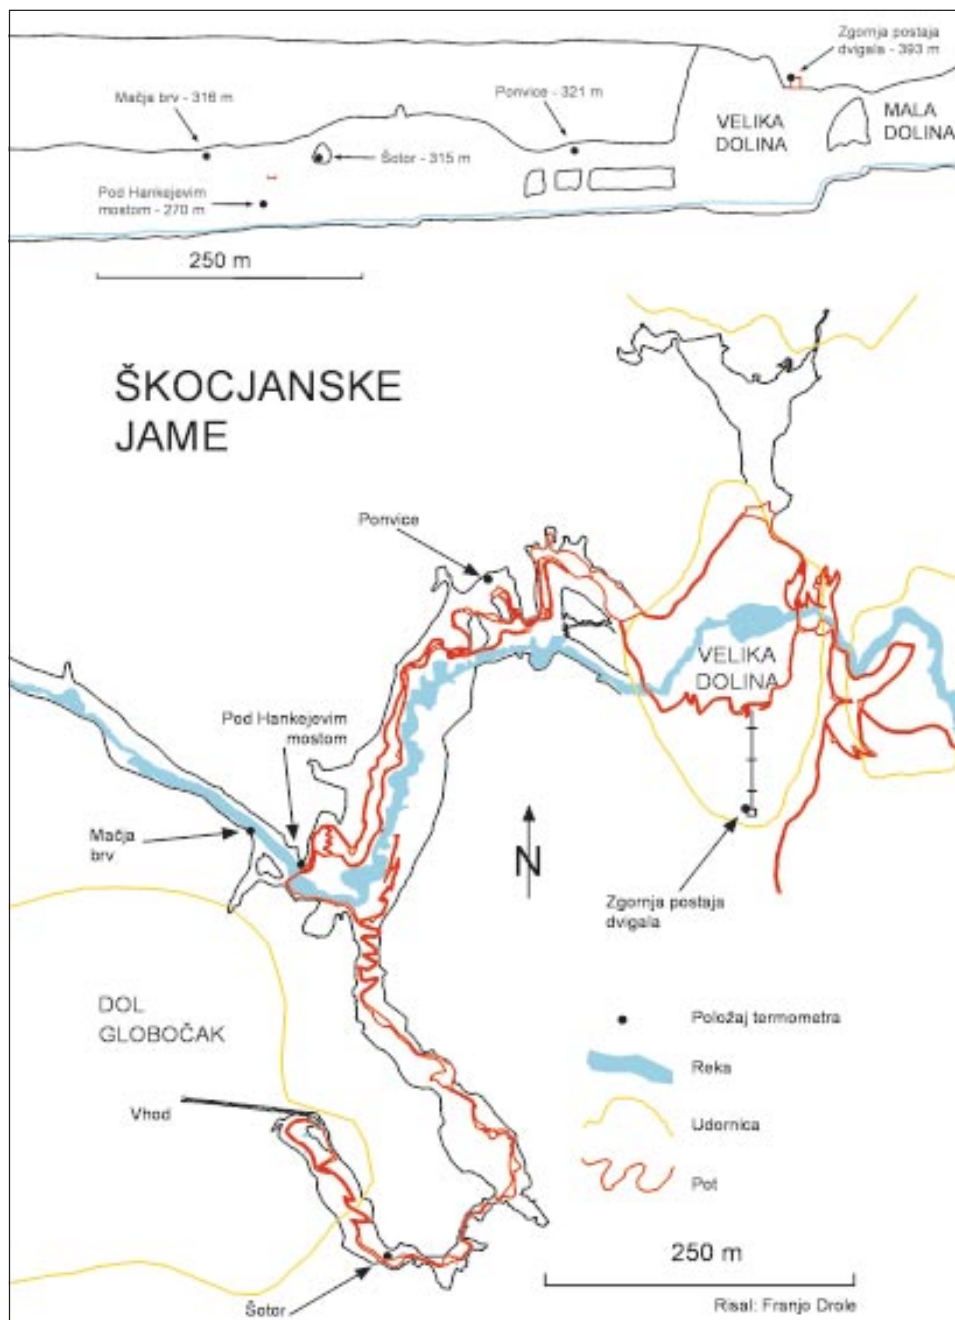 Zgornja postaja
dvigala - 393 m
Mačja brv - 316 m
Ponvice - 321 m
VELIKA
DOLINA
MALA
DOLINA
Šotor - 315 m
Pod Hankejevim
mostom - 270 m
250 m
ŠKOCJANSKE
JAME
Ponvice
VELIKA
DOLINA
Pod Hankejevim
mostom
Mačja
brv
N
Zgornja postaja
dvigala
DOL
GLOBOČAK
Položaj termometra
Reka
Vhod
Udornica
Pot
250 m
Šotor
Risal: Franjo Drole